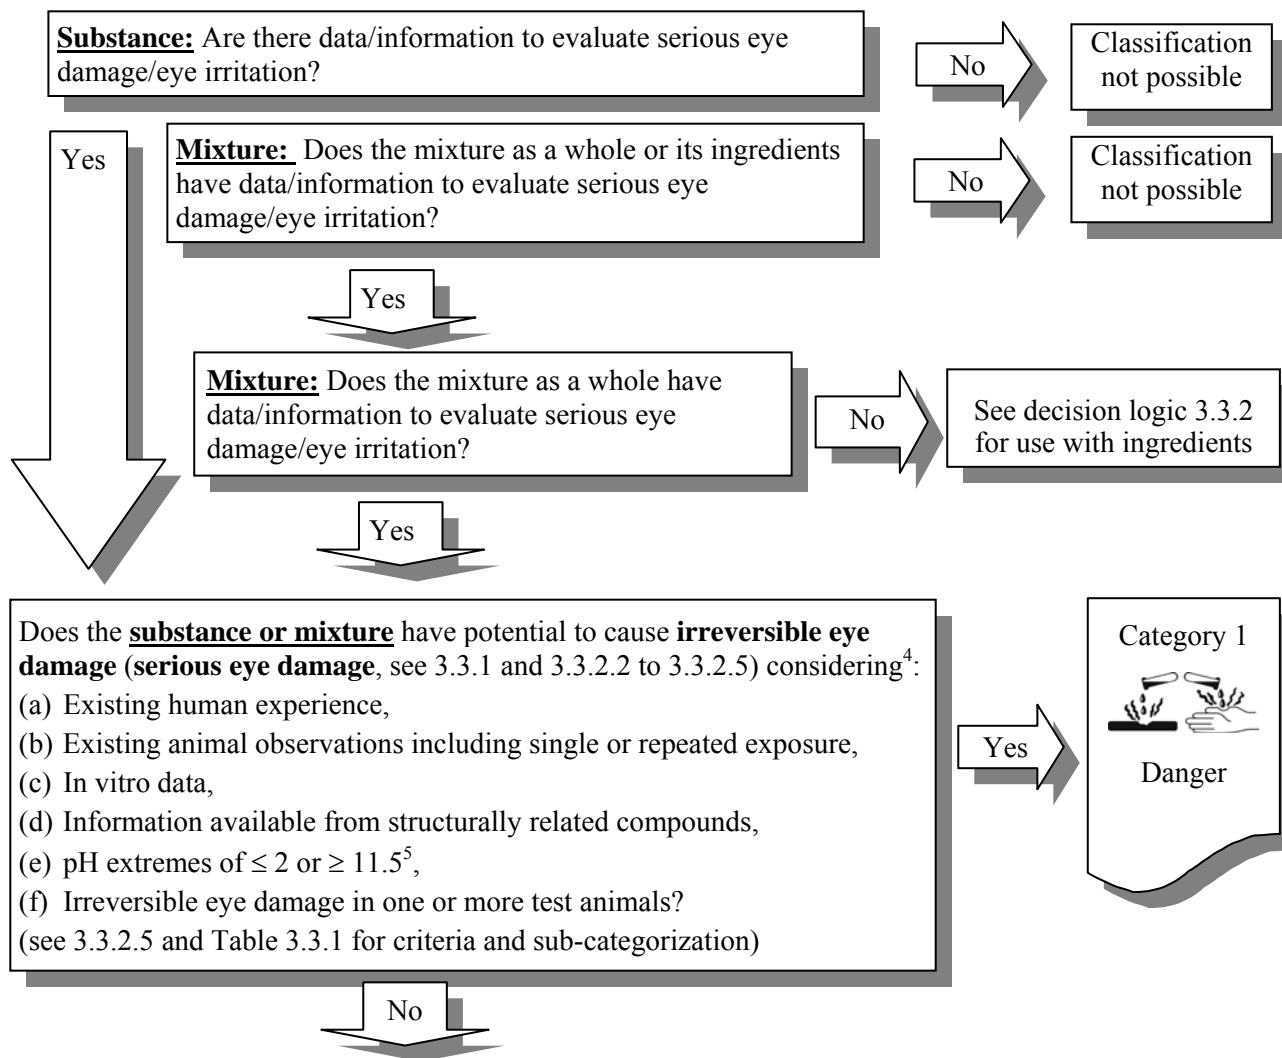 Substance: Are there data/information to evaluate serious eye
damage/eye irritation?
No
Classification
not possible
Yes
Mixture: Does the mixture as a whole or its ingredients
have data/information to evaluate serious eye
damage/eye irritation?
No
Classification
not possible
Yes
Mixture: Does the mixture as a whole have
data/information to evaluate serious eye
damage/eye irritation?
No
See decision logic 3.3.2
for use with ingredients
Yes
Does the substance or mixture have potential to cause irreversible eye
damage (serious eye damage, see 3.3.1 and 3.3.2.2 to 3.3.2.5) considering⁴:
(a) Existing human experience,
(b) Existing animal observations including single or repeated exposure,
(c) In vitro data,
(d) Information available from structurally related compounds,
(e) pH extremes of ≤ 2 or ≥ 11.5⁵,
(f) Irreversible eye damage in one or more test animals?
(see 3.3.2.5 and Table 3.3.1 for criteria and sub-categorization)
Yes
Category 1
Danger
No